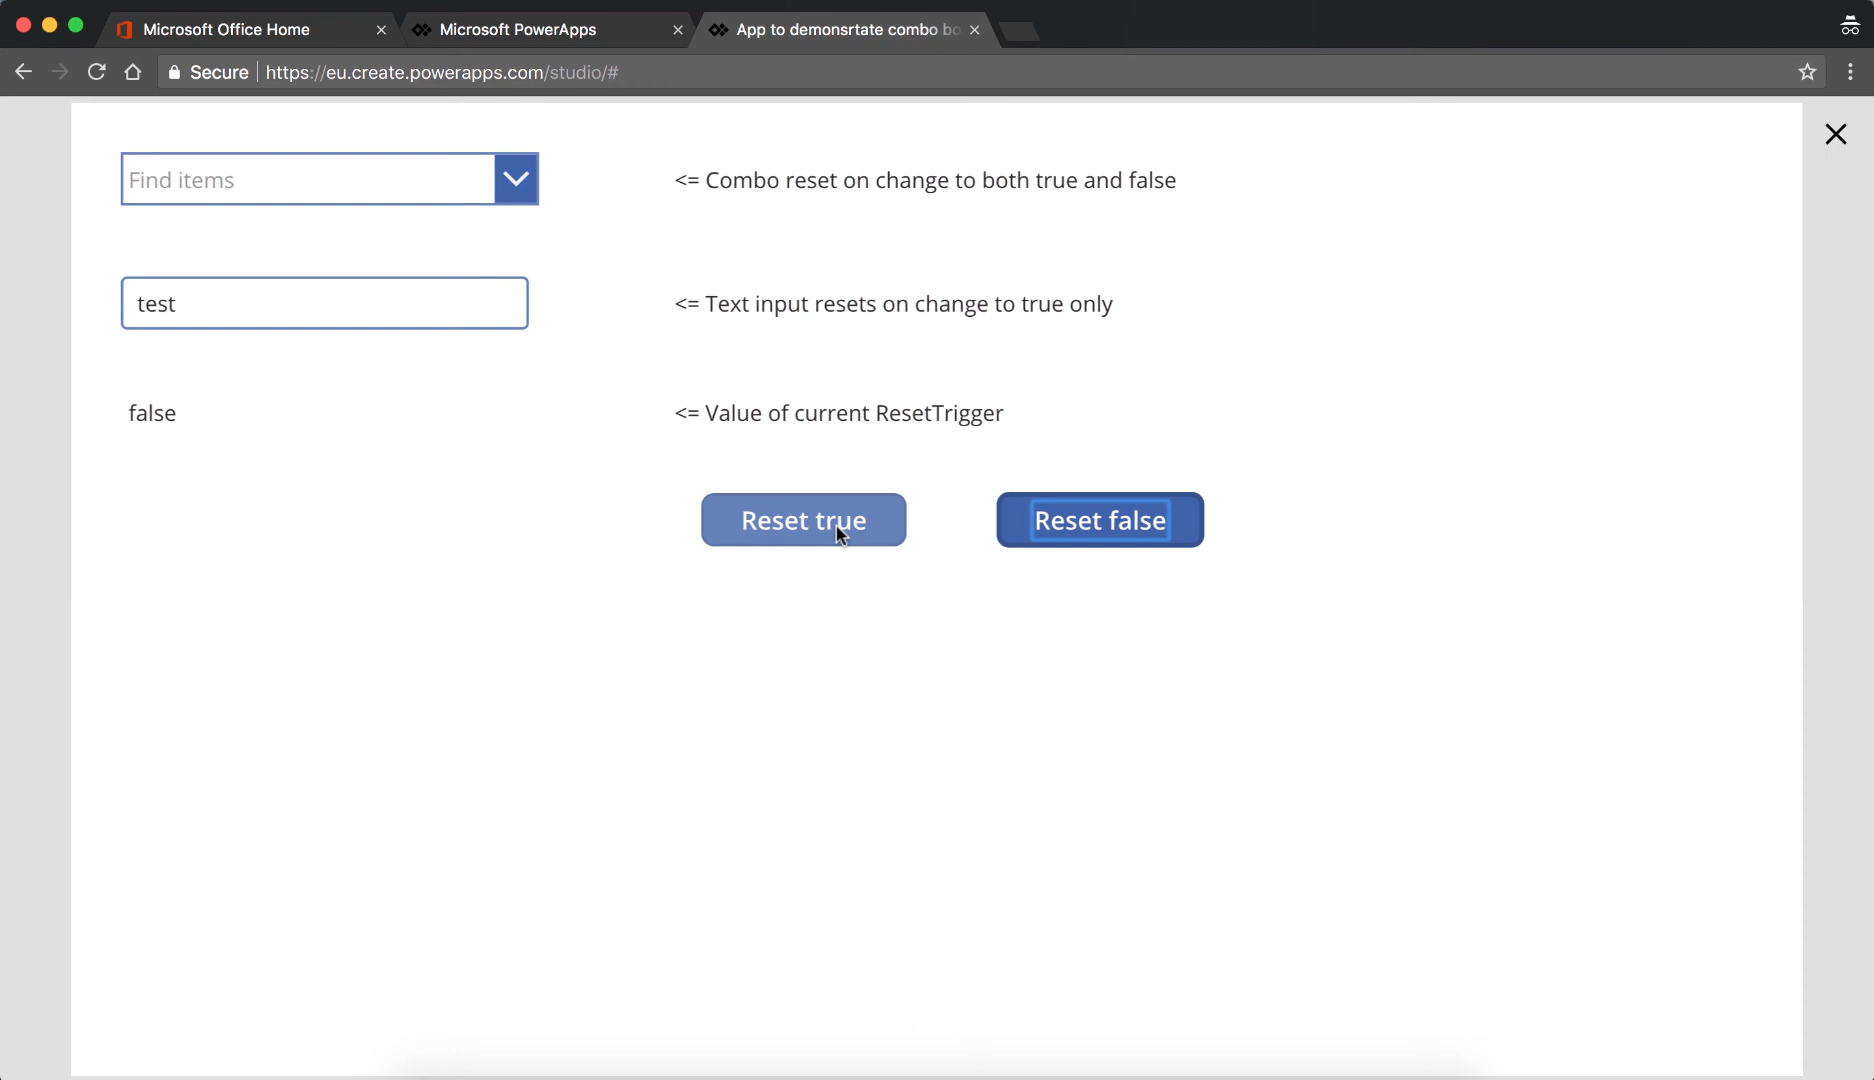 Microsoft Office Home
Microsoft PowerApps
App to demonsrtate combo bo
Secure
https://eu.create.powerapps.com/studio/#
Find items
<= Combo reset on change to both true and false
test
<= Text input resets on change to true only
false
<= Value of current ResetTrigger
Reset true
Reset false